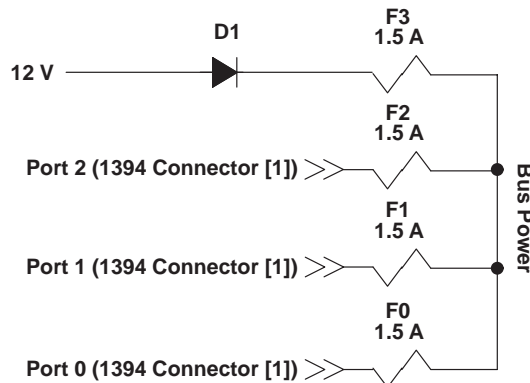 F3
D1
1.5 A
12 V
F2
1.5 A
Port 2 (1394 Connector [1])
F1
1.5 A
Port 1 (1394 Connector [1])
F0
1.5 A
Port 0 (1394 Connector [1])
Bus Power